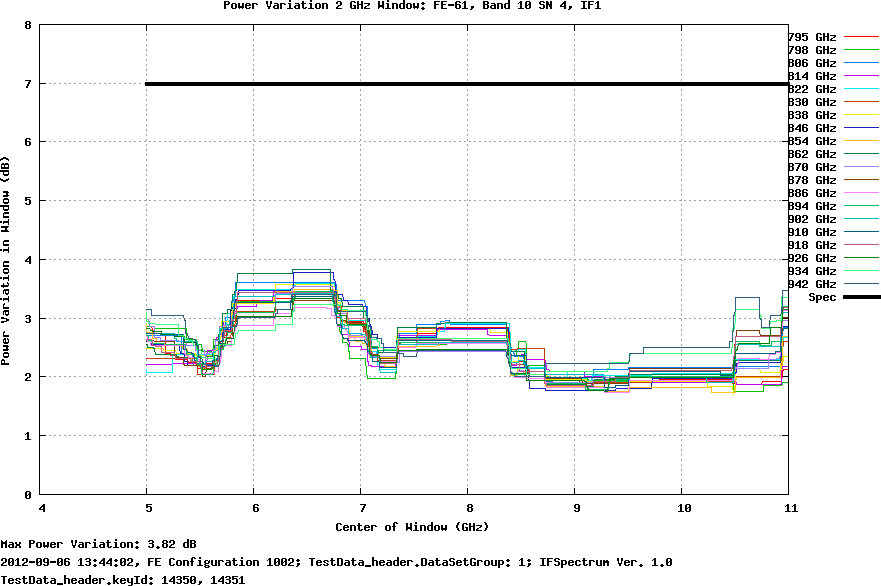 Power Variation 2 GHz Window: FE-61, Band 10 SN 4, IF1
8
7
6
5
4
3
2
1
0
Power Variation in Window (dB)
4 5 6 7 8 9 10 11
Center of Window (GHz)
795 GHz
798 GHz
806 GHz
814 GHz
822 GHz
830 GHz
838 GHz
846 GHz
854 GHz
862 GHz
870 GHz
878 GHz
886 GHz
894 GHz
902 GHz
910 GHz
918 GHz
926 GHz
934 GHz
942 GHz
Spec
Max Power Variation: 3.82 dB
2012-09-06 13:44:02, FE Configuration 1002; TestData_header.DataSetGroup: 1; IFSpectrum Ver. 1.0
TestData_header.keyId: 14350, 14351